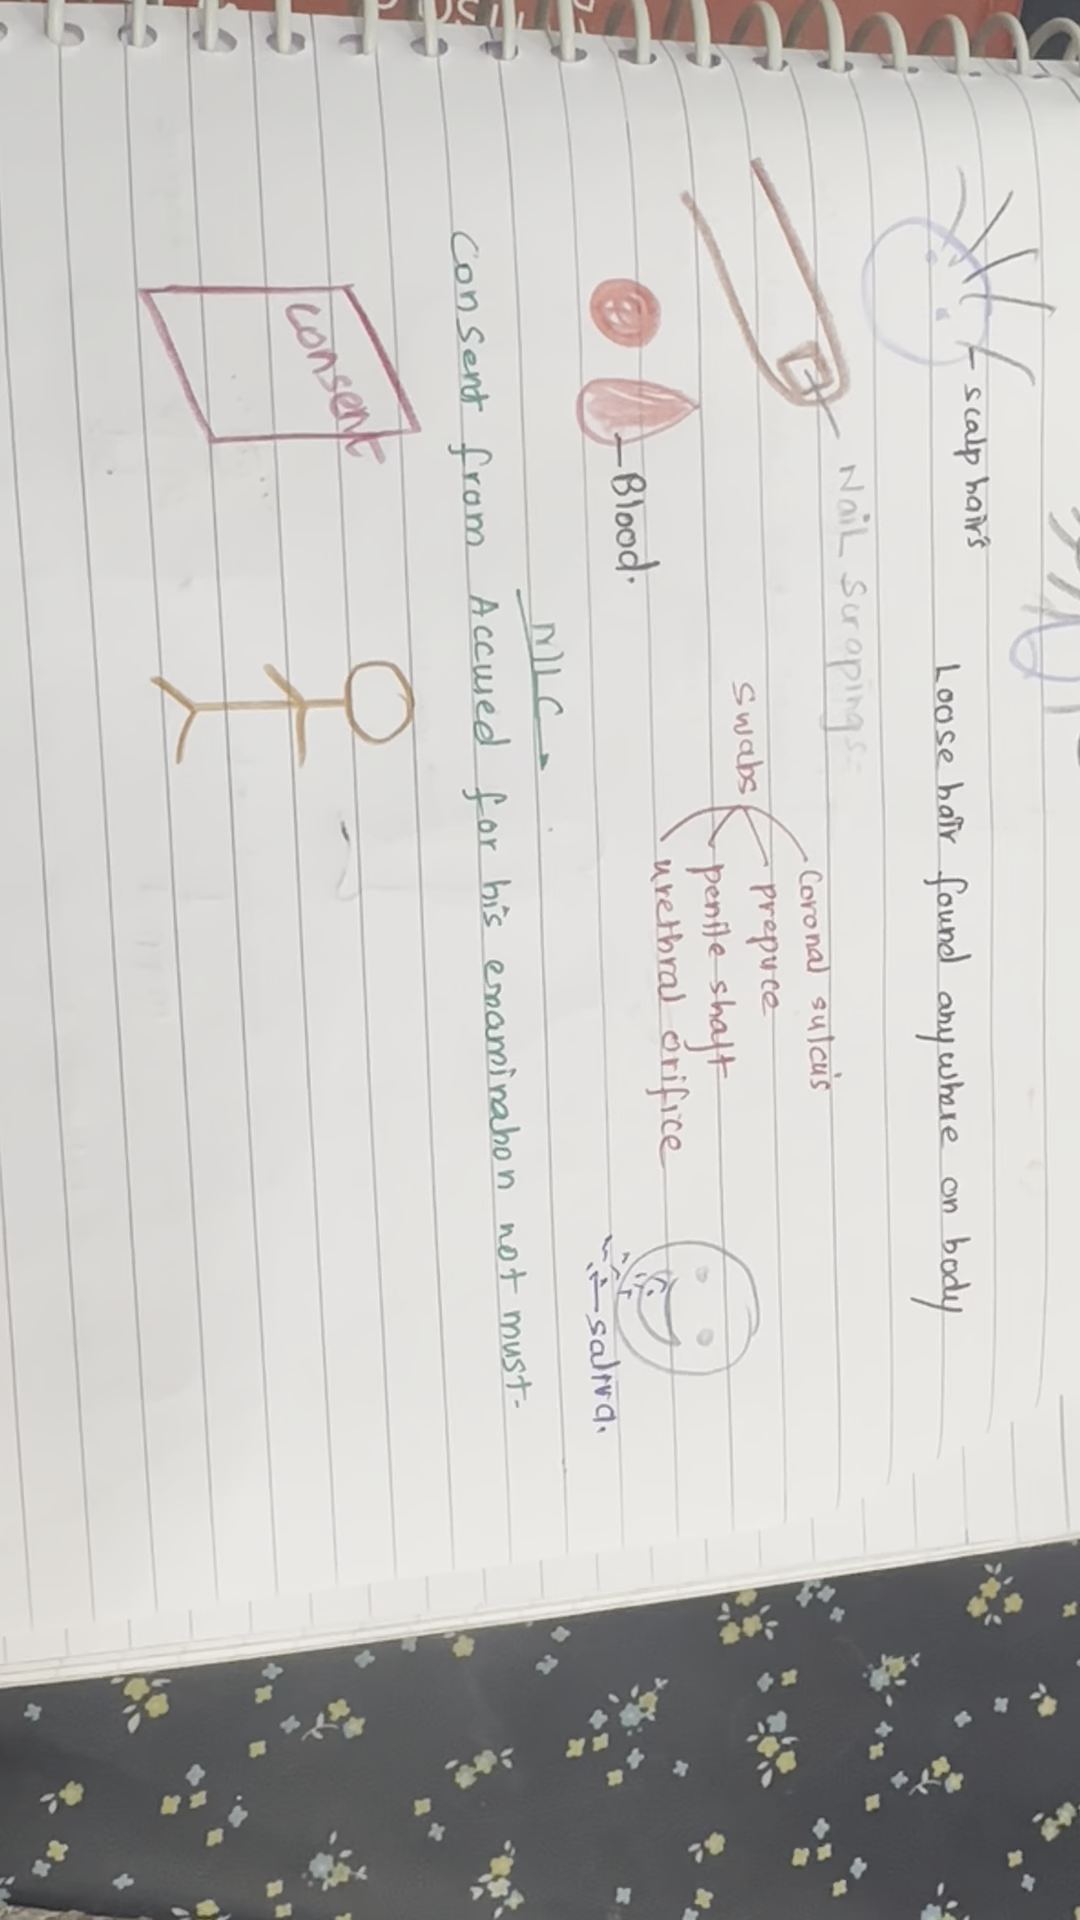 scalp hairs
Loose hair found anywhere on body
Nail Scrapings-
Coronal sulcus
prepuce
Swabs
penile shaft
urethral orifice
Blood.
saliva.
MLC
Consent from Accused for his examination not must-
consent